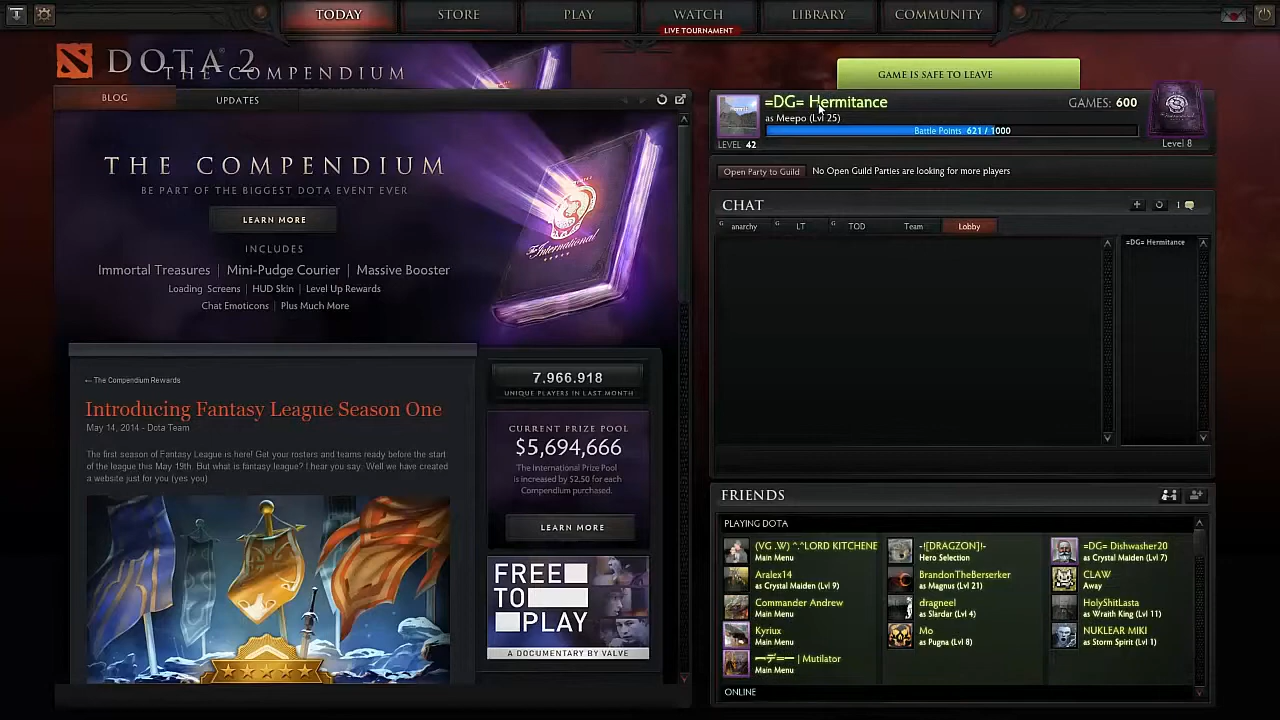 TODAY
STORE
PLAY
WATCH
LIBRARY
COMMUNITY
LIVE TOURNAMENT
DOTA 2
THE COMPENDIUM
GAME IS SAFE TO LEAVE
BLOG
UPDATES
=DG= Hermitance
GAMES: 600
as Meepo (Lvl 25)
Battle Points 621 / 1000
LEVEL 42
Level 8
THE COMPENDIUM
BE PART OF THE BIGGEST DOTA EVENT EVER
LEARN MORE
INCLUDES
Immortal Treasures | Mini-Pudge Courier | Massive Booster
Loading Screens | HUD Skin | Level Up Rewards
Chat Emoticons | Plus Much More
The International
Open Party to Guild
No Open Guild Parties are looking for more players
CHAT
1
G anarchy
G LT
G TOD
Team
Lobby
=DG= Hermitance
← The Compendium Rewards
Introducing Fantasy League Season One
May 14, 2014 - Dota Team
The first season of Fantasy League is here! Get your rosters and teams ready before the start
of the league this May 19th. But what is fantasy league? I hear you say. Well we have created
a website just for you (yes you)
7,966,918
UNIQUE PLAYERS IN LAST MONTH
CURRENT PRIZE POOL
$5,694,666
The International Prize Pool
is increased by $2.50 for each
Compendium purchased.
LEARN MORE
FREE
TO
PLAY
A DOCUMENTARY BY VALVE
FRIENDS
PLAYING DOTA
(VG .W) ^.^LORD KITCHENE
Main Menu
-![DRAGZON]!-
Hero Selection
=DG= Dishwasher20
as Crystal Maiden (Lvl 7)
Aralex14
as Crystal Maiden (Lvl 9)
BrandonTheBerserker
as Magnus (Lvl 21)
CLAW
Away
Commander Andrew
Main Menu
dragneel
as Slardar (Lvl 4)
HolyShitLasta
as Wraith King (Lvl 11)
Kyriux
Main Menu
Mo
as Pugna (Lvl 8)
NUKLEAR MIKI
as Storm Spirit (Lvl 1)
| Mutilator
Main Menu
ONLINE